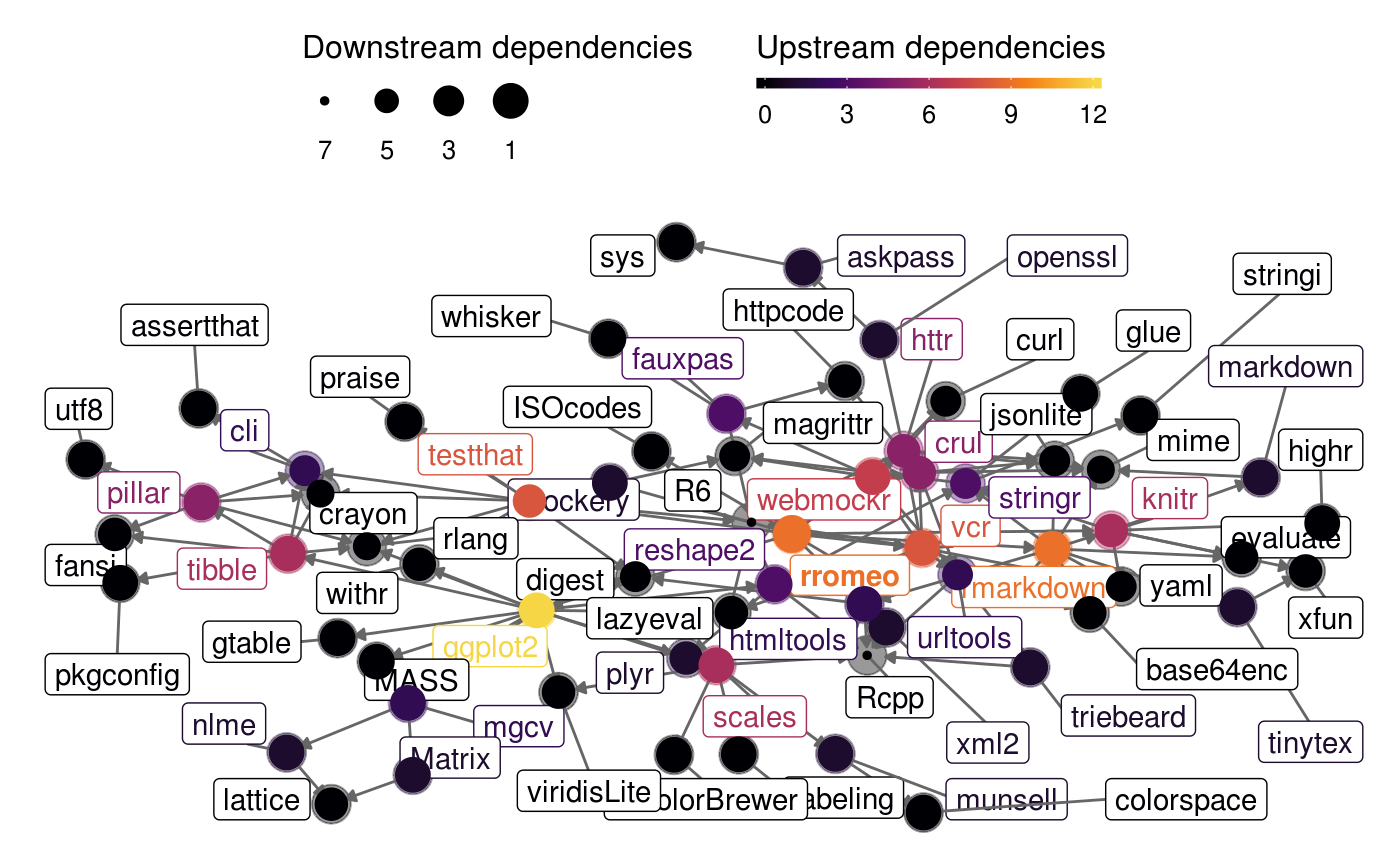 Downstream dependencies
Upstream dependencies
7 5 3 1
0 3 6 9 12
sys
askpass
openssl
stringi
httpcode
whisker
assertthat
httr
curl
glue
fauxpas
markdown
praise
utf8
ISOcodes
magrittr
jsonlite
cli
mime
testthat
crul
highr
pillar
R6
ockery
webmockr
stringr
knitr
crayon
vcr
rlang
evaluate
reshape2
fansi
tibble
digest
rromeo
rmarkdown
yaml
withr
lazyeval
xfun
gtable
ggplot2
htmltools
urltools
pkgconfig
MASS
plyr
base64enc
Rcpp
nlme
mgcv
scales
triebeard
xml2
tinytex
Matrix
lattice
viridisLite
olorBrewer
abeling
munsell
colorspace